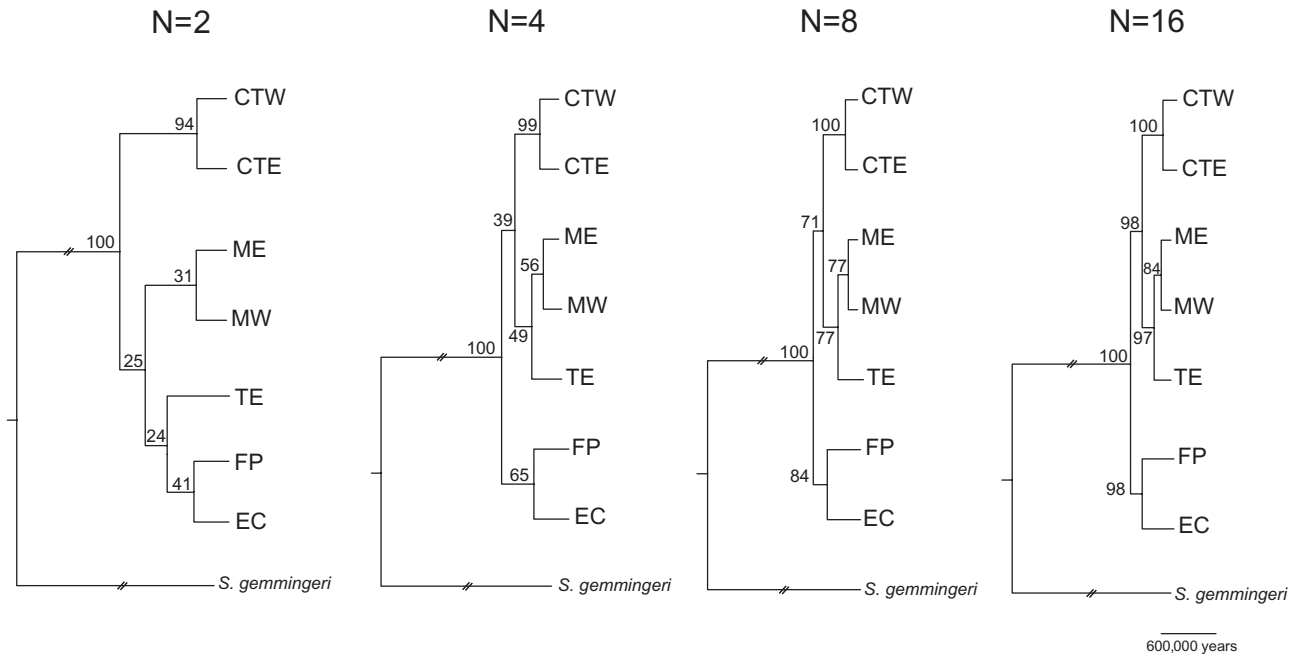 N=2 N=4 N=8 N=16
CTW
94
CTE
ME
100
31
MW
25
TE
24
FP
41
EC
S. gemmingeri
CTW
99
CTE
39
ME
56
MW
49
100
TE
FP
65
EC
S. gemmingeri
CTW
100
CTE
71
ME
77
MW
77
100
TE
FP
84
EC
S. gemmingeri
CTW
100
CTE
98
ME
84
MW
97
100
TE
FP
98
EC
S. gemmingeri
600,000 years